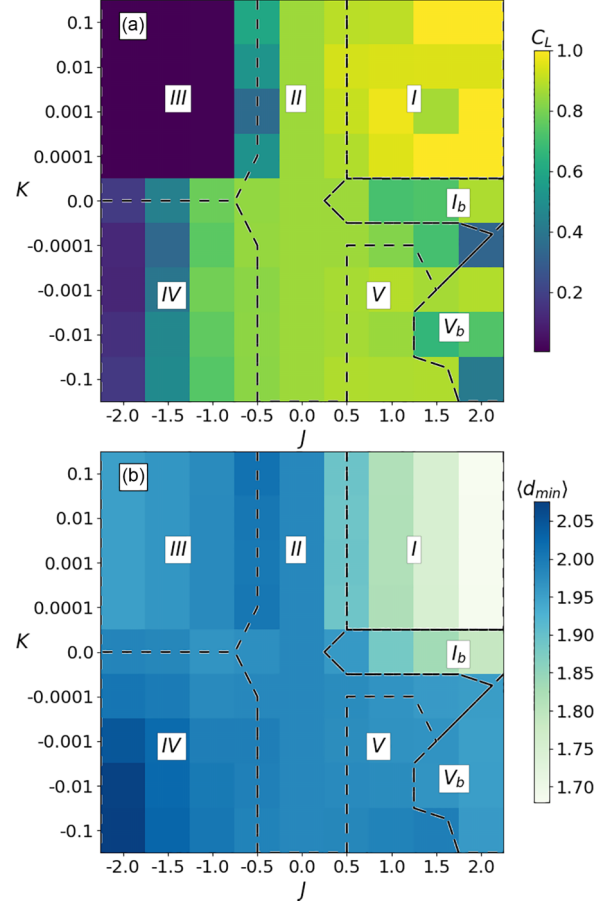 (a)
C_L
0.1
0.01
0.001
0.0001
K
0.0
-0.0001
-0.001
-0.01
-0.1
III
II
I
I_b
IV
V
V_b
-2.0 -1.5 -1.0 -0.5 0.0 0.5 1.0 1.5 2.0
J
1.0
0.8
0.6
0.4
0.2
(b)
⟨d_min⟩
0.1
0.01
0.001
0.0001
K
0.0
-0.0001
-0.001
-0.01
-0.1
III
II
I
I_b
IV
V
V_b
-2.0 -1.5 -1.0 -0.5 0.0 0.5 1.0 1.5 2.0
J
2.05
2.00
1.95
1.90
1.85
1.80
1.75
1.70